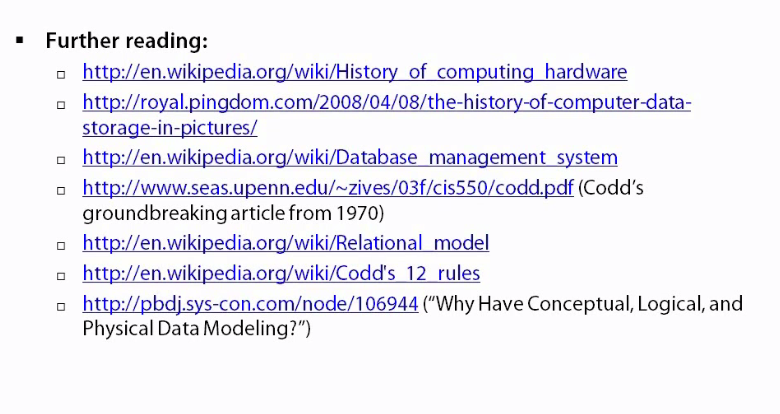 ▪ Further reading:
□ http://en.wikipedia.org/wiki/History_of_computing_hardware
□ http://royal.pingdom.com/2008/04/08/the-history-of-computer-data-
storage-in-pictures/
□ http://en.wikipedia.org/wiki/Database_management_system
□ http://www.seas.upenn.edu/~zives/03f/cis550/codd.pdf (Codd’s
groundbreaking article from 1970)
□ http://en.wikipedia.org/wiki/Relational_model
□ http://en.wikipedia.org/wiki/Codd's_12_rules
□ http://pbdj.sys-con.com/node/106944 (“Why Have Conceptual, Logical, and
Physical Data Modeling?”)